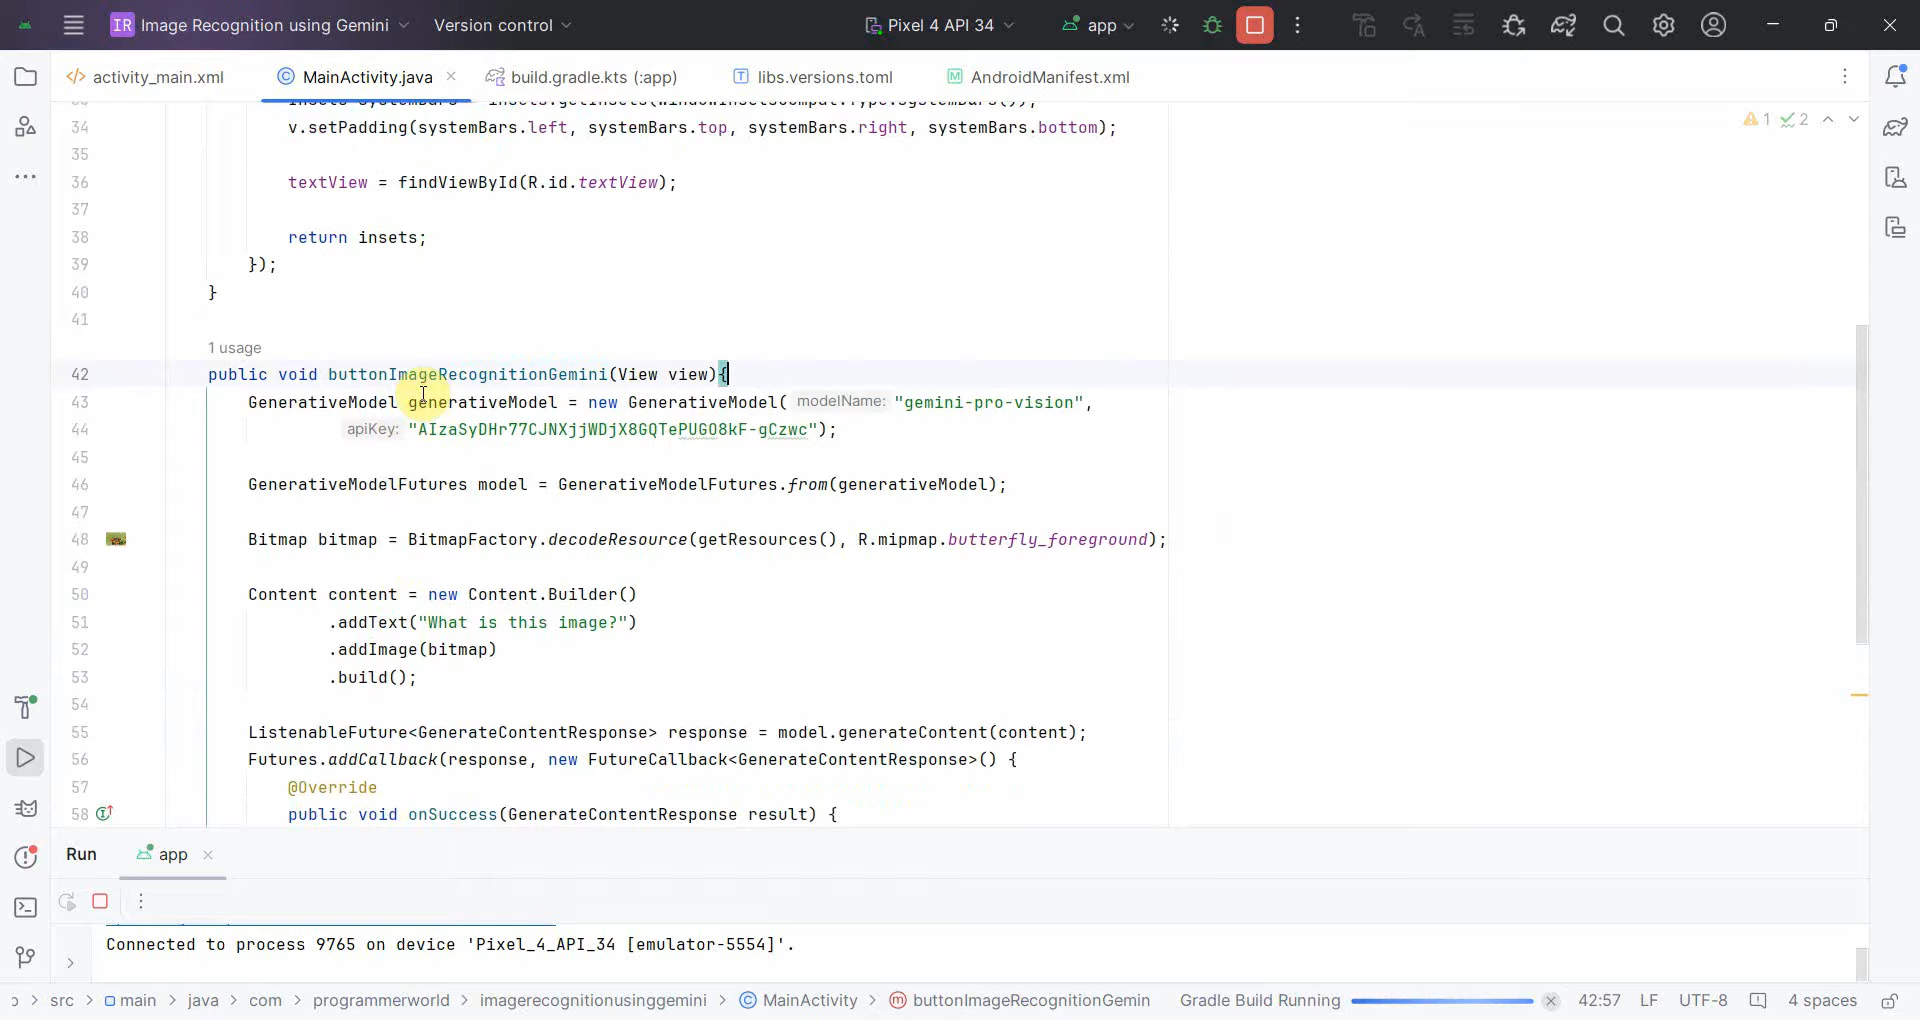 IR Image Recognition using Gemini Version control Pixel 4 API 34 app
activity_main.xml MainActivity.java build.gradle.kts (:app) libs.versions.toml AndroidManifest.xml
34 v.setPadding(systemBars.left, systemBars.top, systemBars.right, systemBars.bottom);
1 2
35
36 textView = findViewById(R.id.textView);
37
38 return insets;
39 });
40 }
41
1 usage
42 public void buttonImageRecognitionGemini(View view){
43 GenerativeModel generativeModel = new GenerativeModel( modelName: "gemini-pro-vision",
44 apiKey: "AIzaSyDHr77CJNXjjWDjX8GQTePUGO8kF-gCzwc");
45
46 GenerativeModelFutures model = GenerativeModelFutures.from(generativeModel);
47
48 Bitmap bitmap = BitmapFactory.decodeResource(getResources(), R.mipmap.butterfly_foreground);
49
50 Content content = new Content.Builder()
51 .addText("What is this image?")
52 .addImage(bitmap)
53 .build();
54
55 ListenableFuture<GenerateContentResponse> response = model.generateContent(content);
56 Futures.addCallback(response, new FutureCallback<GenerateContentResponse>() {
57 @Override
58 public void onSuccess(GenerateContentResponse result) {
Run app
Connected to process 9765 on device 'Pixel_4_API_34 [emulator-5554]'.
src > main > java > com > programmerworld > imagerecognitionusinggemini > MainActivity > buttonImageRecognitionGemin Gradle Build Running 42:57 LF UTF-8 4 spaces